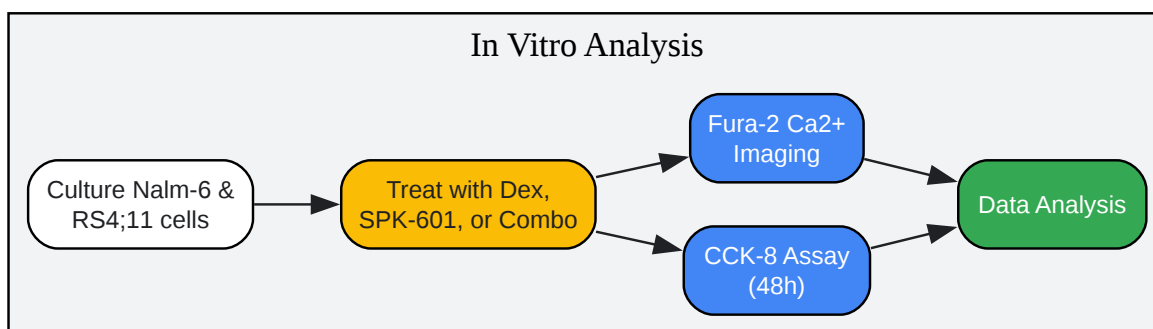 In Vitro Analysis
Culture Nalm-6 &
RS4;11 cells
Treat with Dex,
SPK-601, or Combo
Fura-2 Ca2+
Imaging
CCK-8 Assay
(48h)
Data Analysis